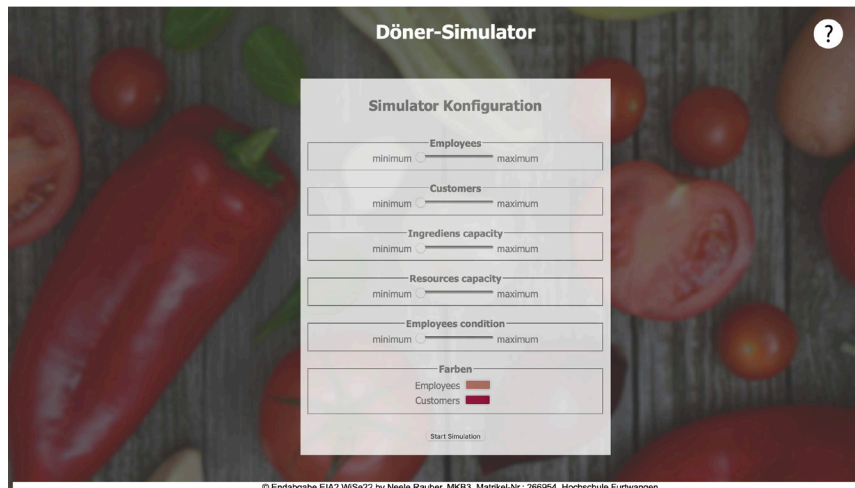 Döner-Simulator
?
Simulator Konfiguration
Employees
minimum maximum
Customers
minimum maximum
Ingrediens capacity
minimum maximum
Resources capacity
minimum maximum
Employees condition
minimum maximum
Farben
Employees
Customers
Start Simulation
© Endabgabe EIA2 WiSe22 by Neele Rauber, MKB3, Matrikel-Nr.: 266954, Hochschule Furtwangen